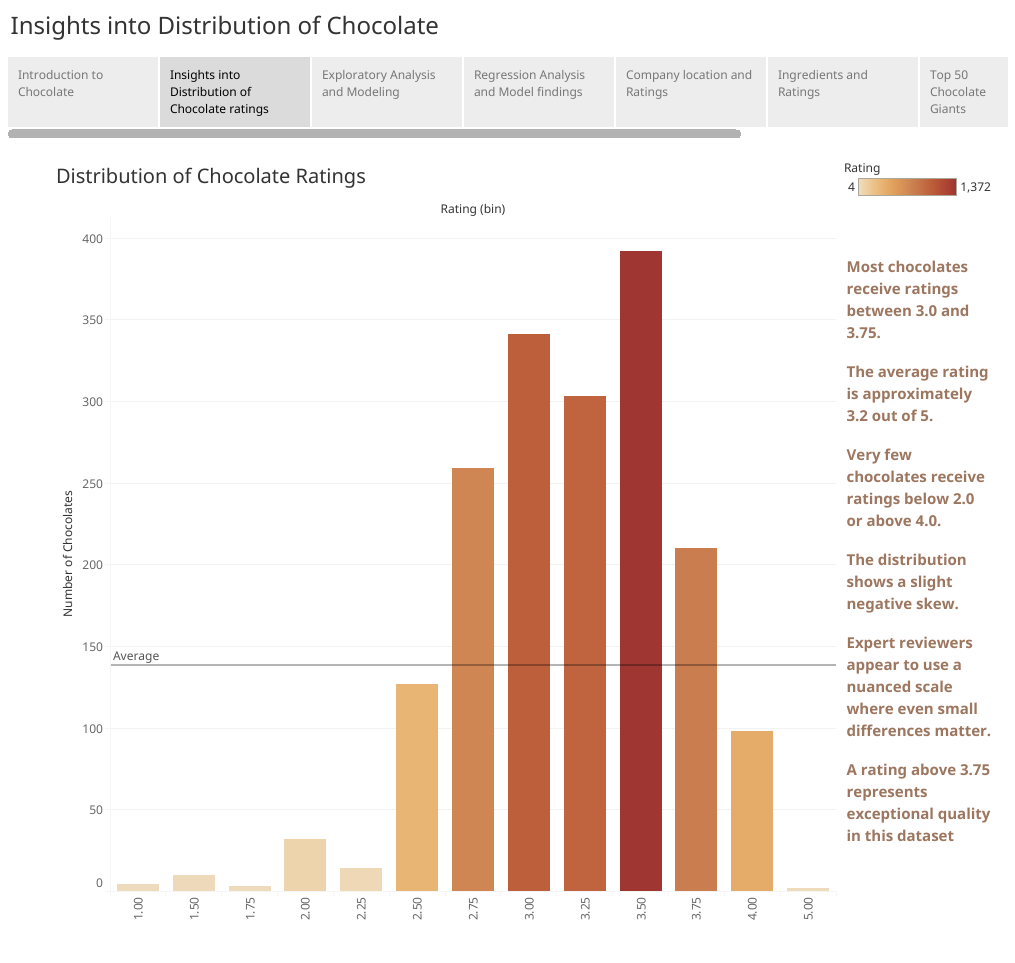 Insights into Distribution of Chocolate
Introduction to
Chocolate
Insights into
Distribution of
Chocolate ratings
Exploratory Analysis
and Modeling
Regression Analysis
and Model findings
Company location and
Ratings
Ingredients and
Ratings
Top 50
Chocolate
Giants
Distribution of Chocolate Ratings
Rating
4 1,372
Rating (bin)
400
350
300
250
200
150
100
50
0
Number of Chocolates
Average
1.00
1.50
1.75
2.00
2.25
2.50
2.75
3.00
3.25
3.50
3.75
4.00
5.00
Most chocolates
receive ratings
between 3.0 and
3.75.
The average rating
is approximately
3.2 out of 5.
Very few
chocolates receive
ratings below 2.0
or above 4.0.
The distribution
shows a slight
negative skew.
Expert reviewers
appear to use a
nuanced scale
where even small
differences matter.
A rating above 3.75
represents
exceptional quality
in this dataset